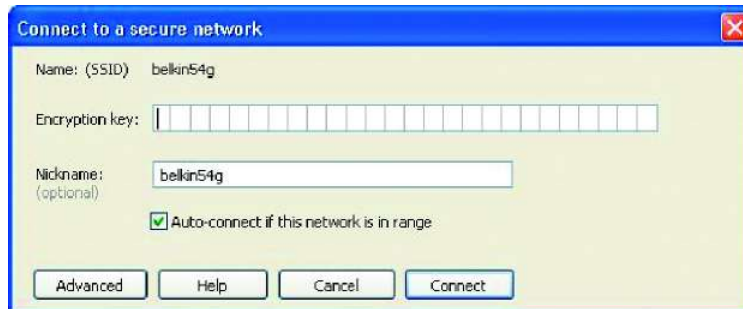 Connect to a secure network
Name: (SSID) belkin54g
Encryption key:
Nickname: belkin54g
(optional)
Auto-connect if this network is in range
Advanced Help Cancel Connect